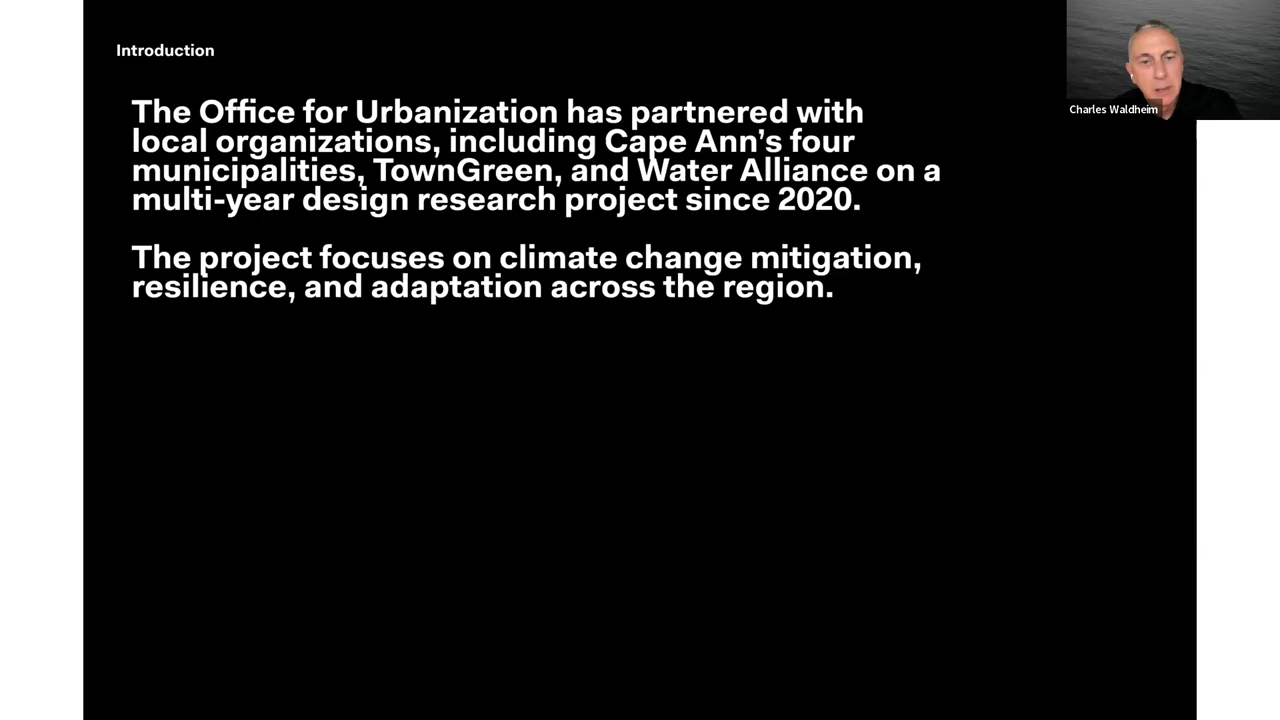 Introduction
The Office for Urbanization has partnered with
local organizations, including Cape Ann’s four
municipalities, TownGreen, and Water Alliance on a
multi-year design research project since 2020.
The project focuses on climate change mitigation,
resilience, and adaptation across the region.
Charles Waldheim